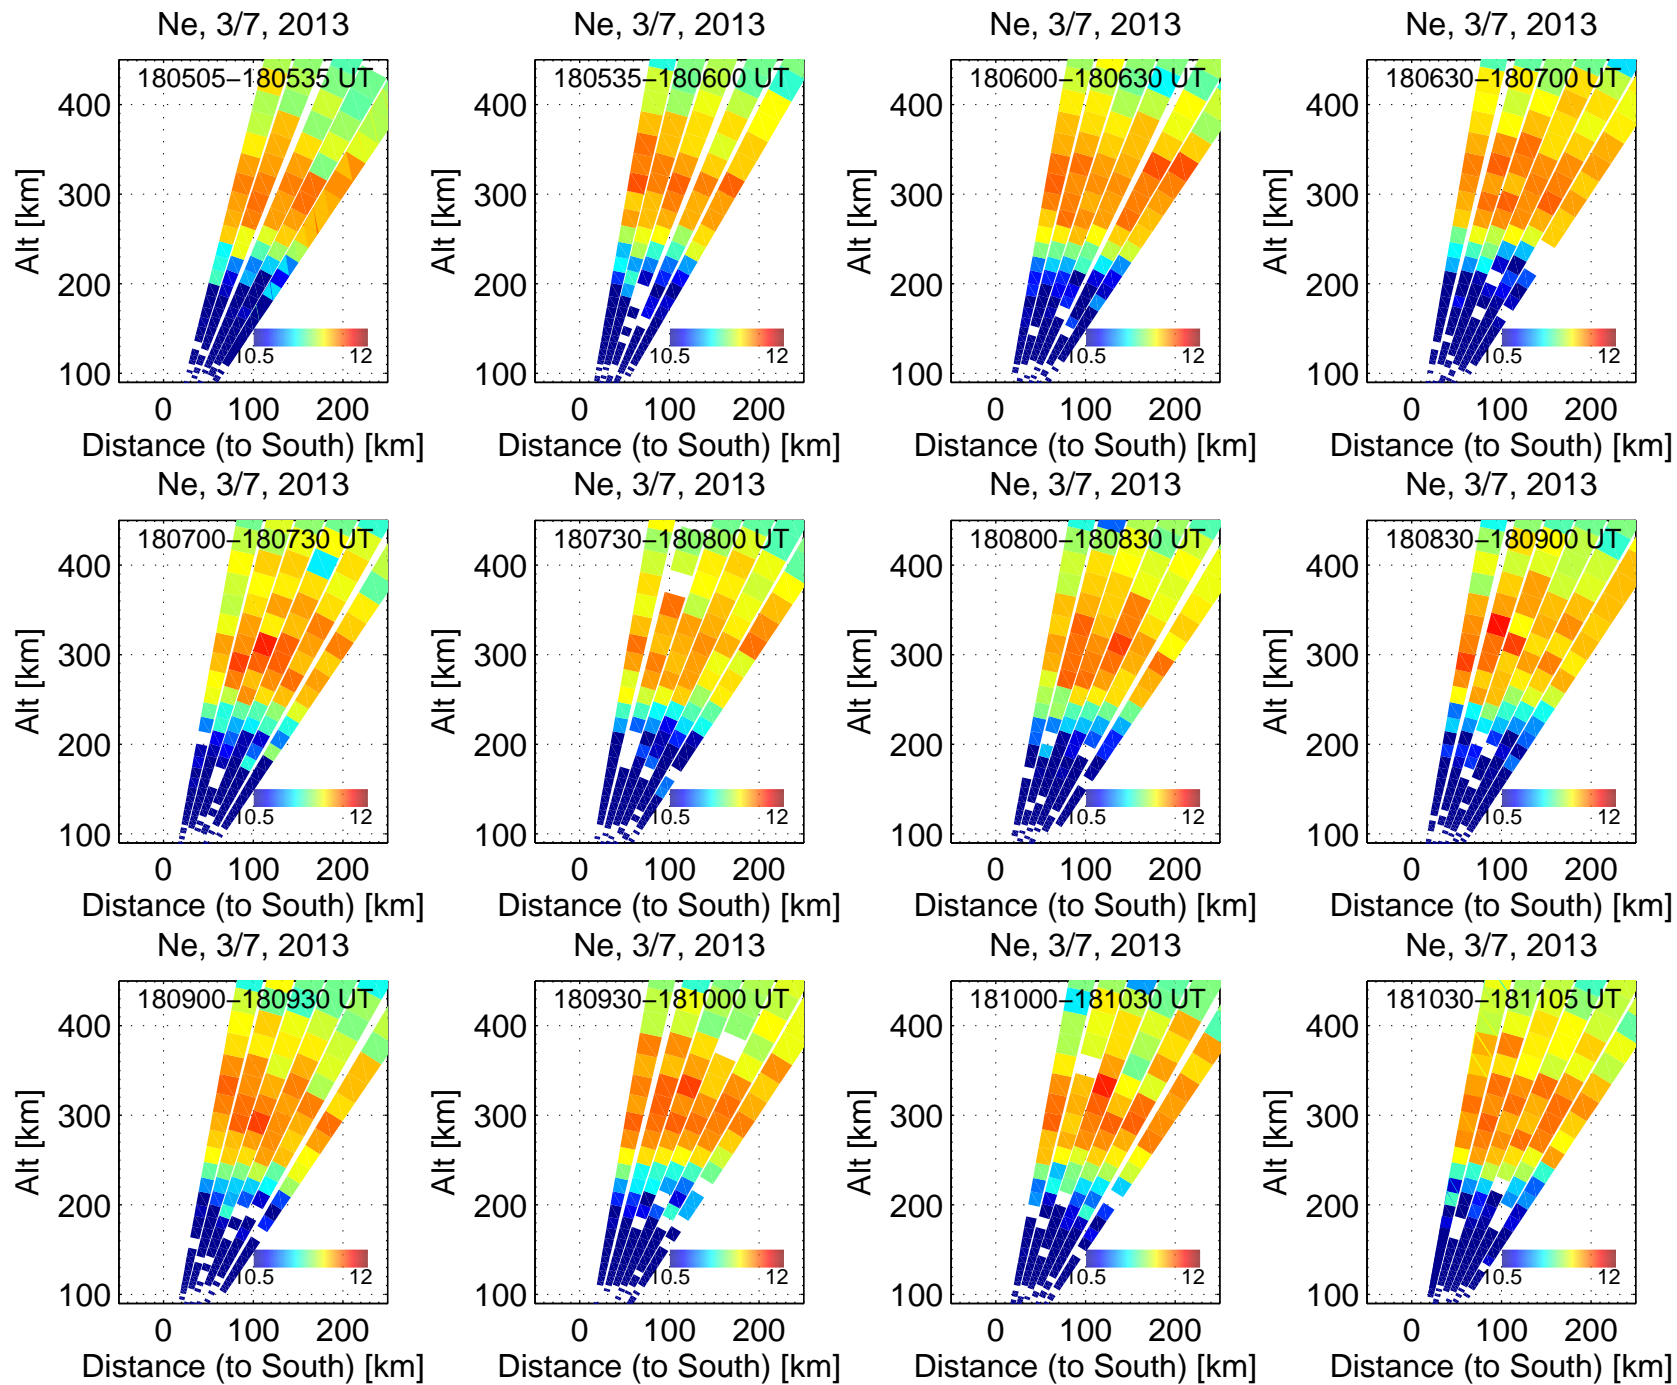 Ne, 3/7, 2013
180505−180535 UT
Alt [km]
400
300
200
100
10.5 12
0 100 200
Distance (to South) [km]
Ne, 3/7, 2013
180535−180600 UT
Alt [km]
400
300
200
100
10.5 12
0 100 200
Distance (to South) [km]
Ne, 3/7, 2013
180600−180630 UT
Alt [km]
400
300
200
100
10.5 12
0 100 200
Distance (to South) [km]
Ne, 3/7, 2013
180630−180700 UT
Alt [km]
400
300
200
100
10.5 12
0 100 200
Distance (to South) [km]
Ne, 3/7, 2013
180700−180730 UT
Alt [km]
400
300
200
100
10.5 12
0 100 200
Distance (to South) [km]
Ne, 3/7, 2013
180730−180800 UT
Alt [km]
400
300
200
100
10.5 12
0 100 200
Distance (to South) [km]
Ne, 3/7, 2013
180800−180830 UT
Alt [km]
400
300
200
100
10.5 12
0 100 200
Distance (to South) [km]
Ne, 3/7, 2013
180830−180900 UT
Alt [km]
400
300
200
100
10.5 12
0 100 200
Distance (to South) [km]
Ne, 3/7, 2013
180900−180930 UT
Alt [km]
400
300
200
100
10.5 12
0 100 200
Distance (to South) [km]
Ne, 3/7, 2013
180930−181000 UT
Alt [km]
400
300
200
100
10.5 12
0 100 200
Distance (to South) [km]
Ne, 3/7, 2013
181000−181030 UT
Alt [km]
400
300
200
100
10.5 12
0 100 200
Distance (to South) [km]
Ne, 3/7, 2013
181030−181105 UT
Alt [km]
400
300
200
100
10.5 12
0 100 200
Distance (to South) [km]